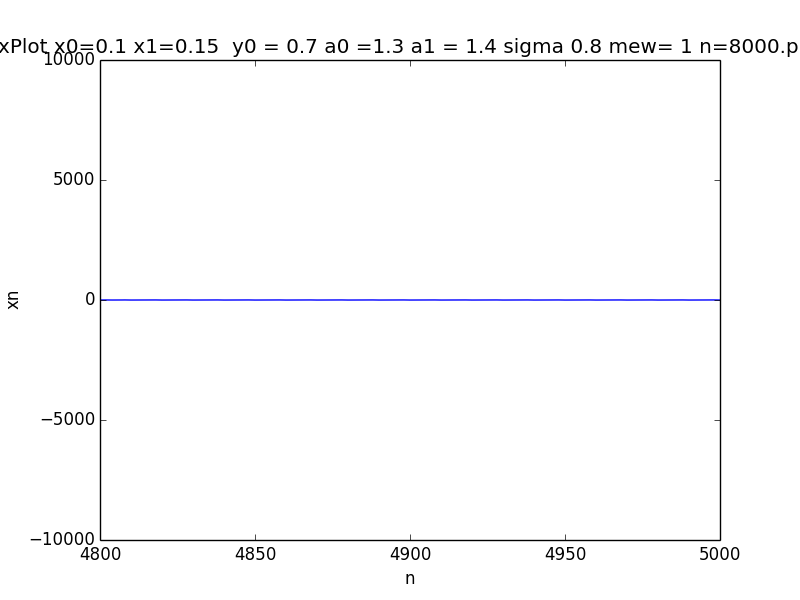 xPlot x0=0.1 x1=0.15  y0 = 0.7 a0 =1.3 a1 = 1.4 sigma 0.8 mew= 1 n=8000.p
10000
5000
0
−5000
−10000
xn
4800 4850 4900 4950 5000
n